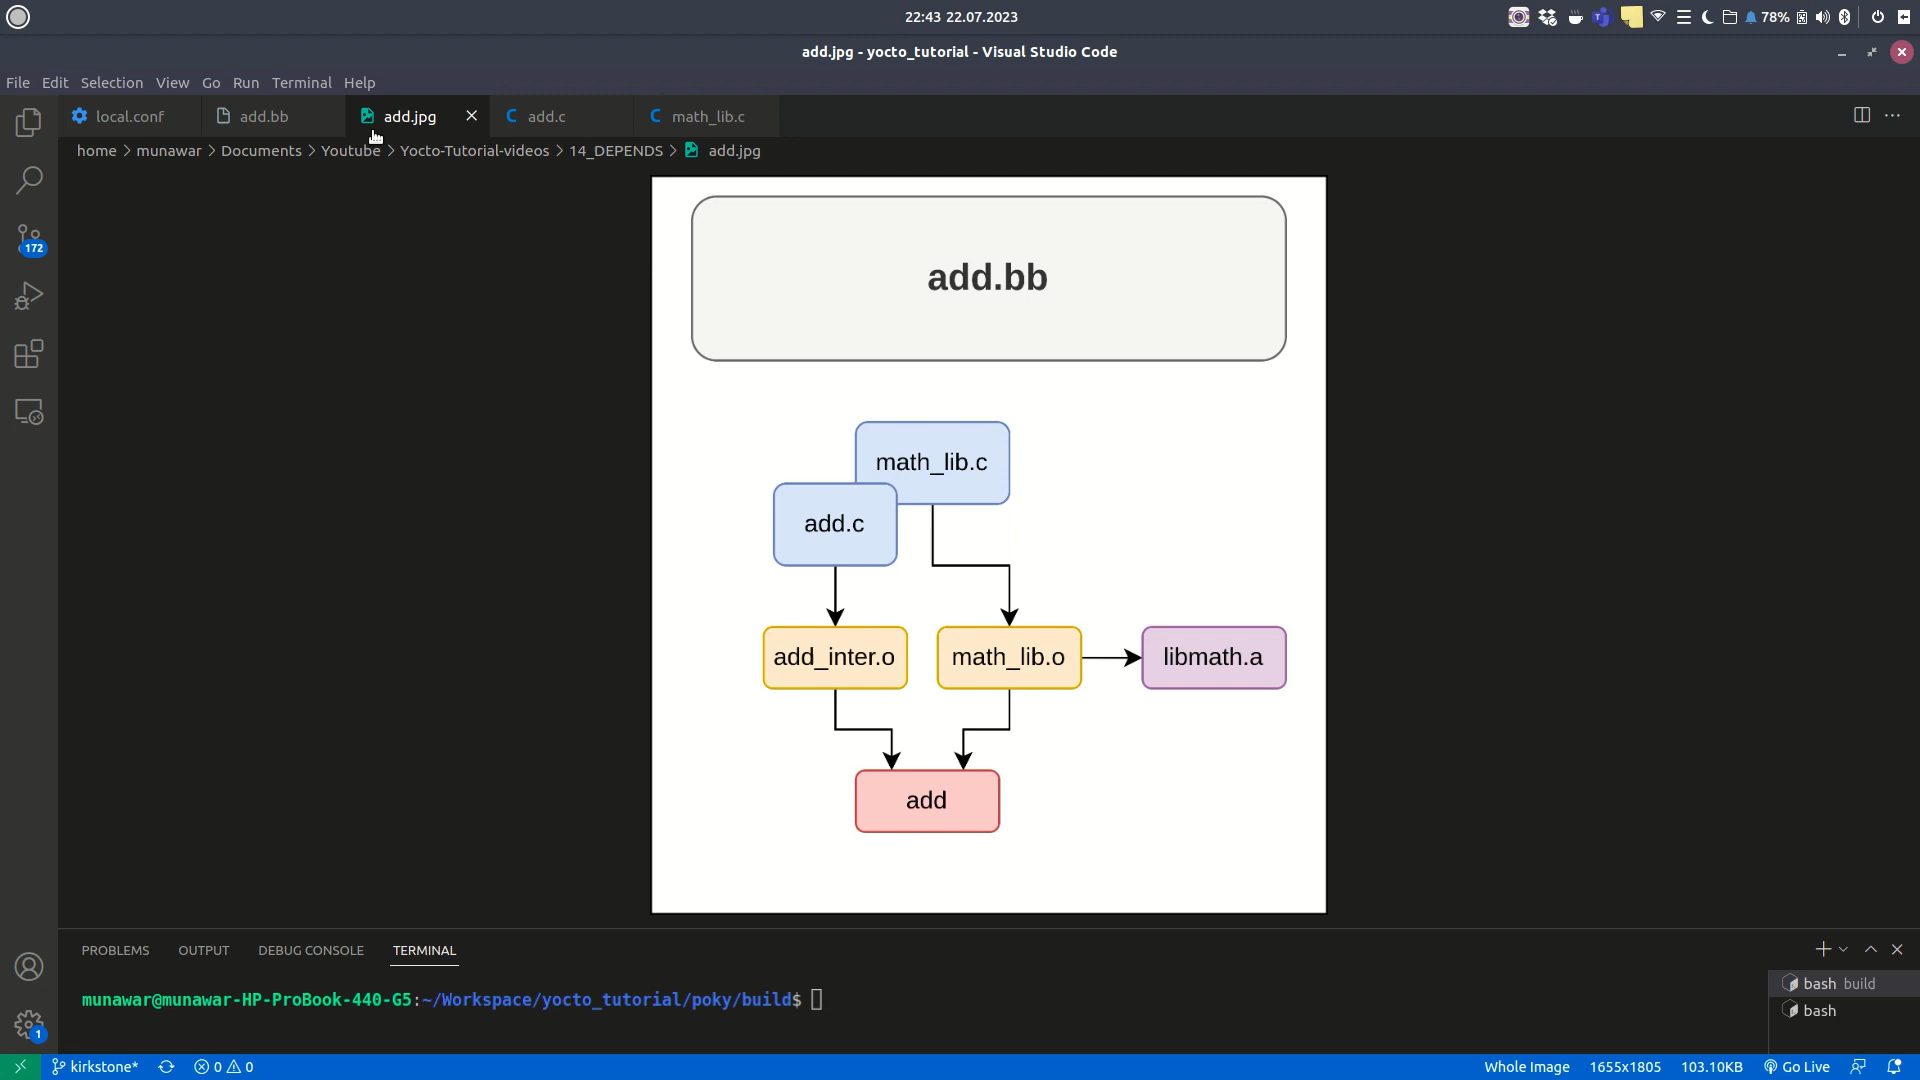 22:43 22.07.2023
78%
add.jpg - yocto_tutorial - Visual Studio Code
File Edit Selection View Go Run Terminal Help
local.conf add.bb add.jpg add.c math_lib.c
home > munawar > Documents > Youtube > Yocto-Tutorial-videos > 14_DEPENDS > add.jpg
172
add.bb
math_lib.c
add.c
add_inter.o math_lib.o libmath.a
add
PROBLEMS OUTPUT DEBUG CONSOLE TERMINAL
munawar@munawar-HP-ProBook-440-G5:~/Workspace/yocto_tutorial/poky/build$
bash build
bash
1
kirkstone* 0 0 Whole Image 1655x1805 103.10KB Go Live